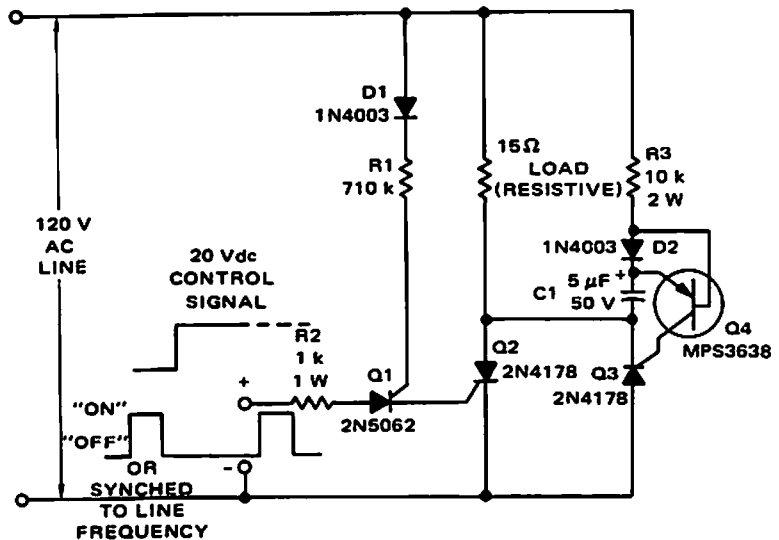 D1
1N4003
R1
710 k
15Ω
LOAD
(RESISTIVE)
R3
10 k
2 W
120 V
AC
LINE
20 Vdc
CONTROL
SIGNAL
1N4003
D2
C1
5 μF +
50 V
Q4
MPS3638
R2
1 k
1 W
+
Q1
2N5062
Q2
2N4178
Q3
2N4178
"ON"
"OFF"
-
OR
SYNCHED
TO LINE
FREQUENCY